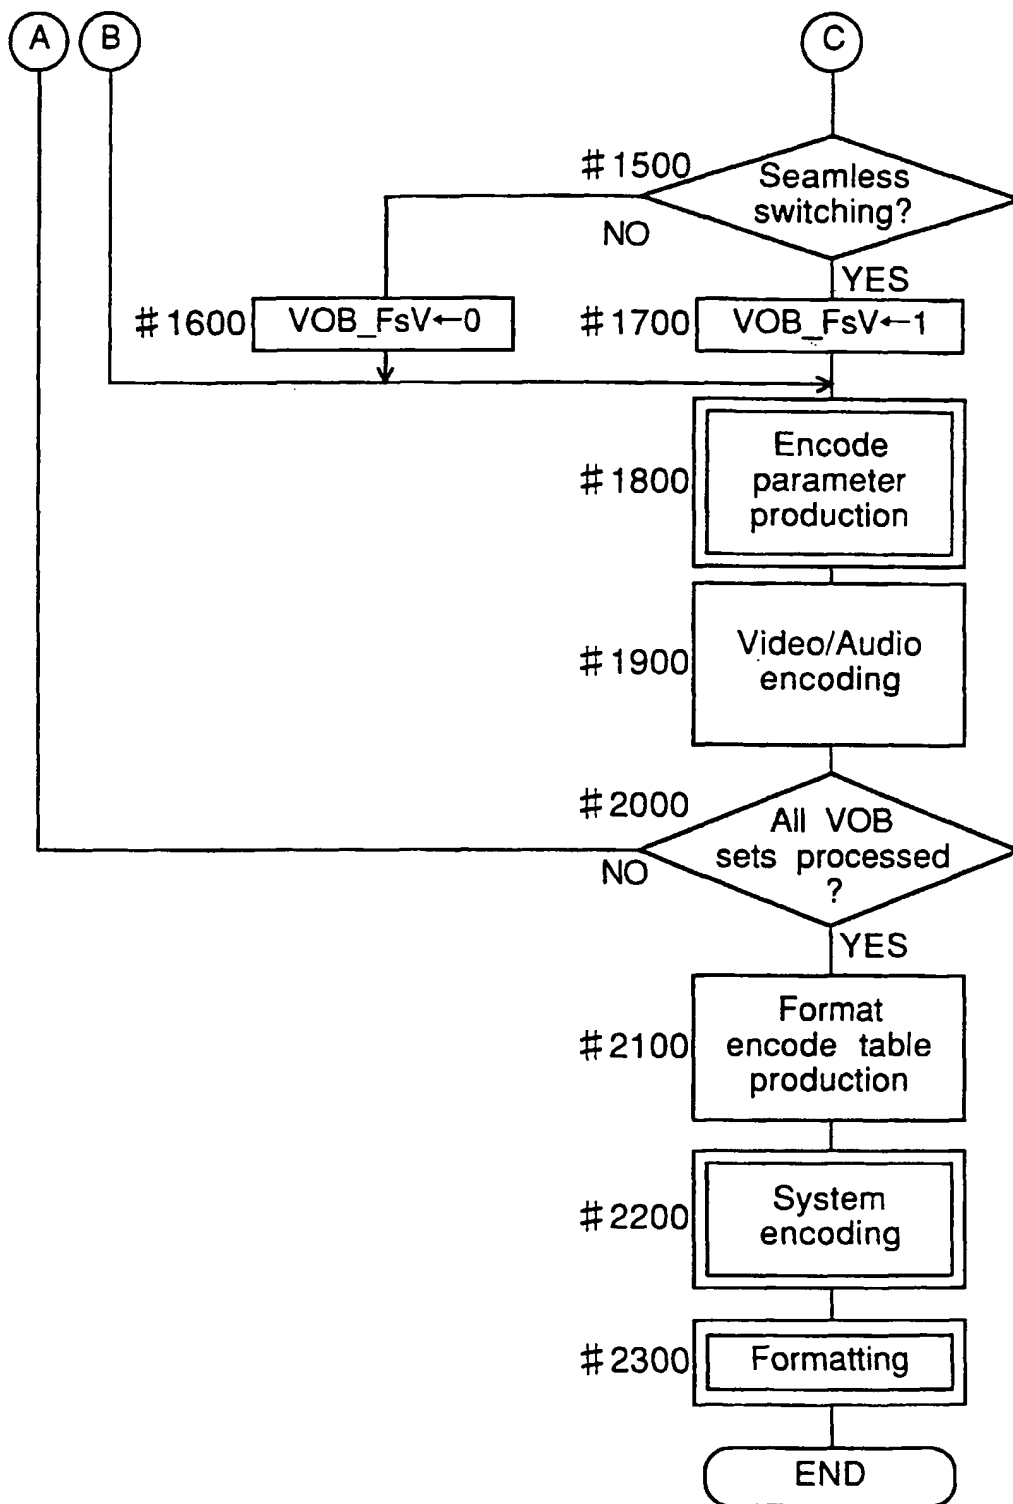 A
B
C
#1500
Seamless
switching?
NO
YES
#1600
VOB_FsV←0
#1700
VOB_FsV←1
#1800
Encode
parameter
production
#1900
Video/Audio
encoding
#2000
All VOB
sets processed
?
NO
YES
#2100
Format
encode table
production
#2200
System
encoding
#2300
Formatting
END